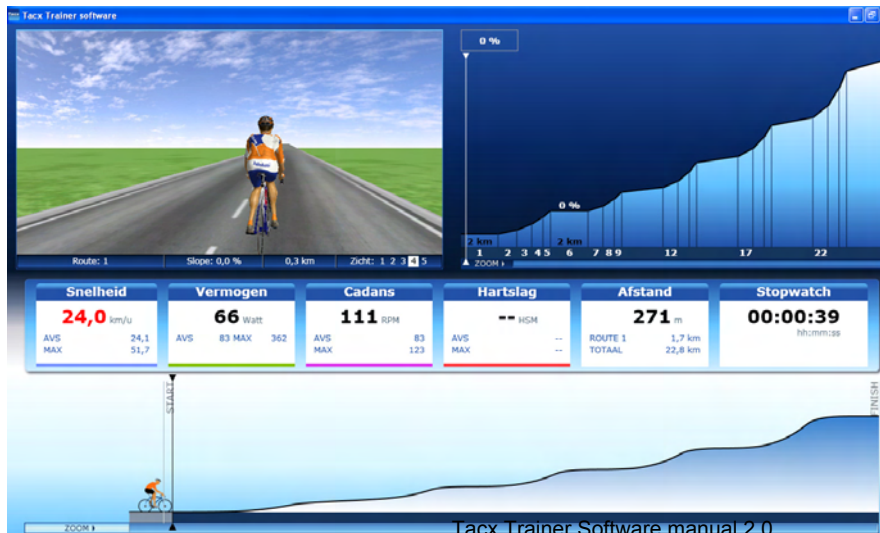 Tacx Trainer software
0 %
0 %
2 km
2 km
1 2 3 4 5 6 7 8 9 12 17 22
ZOOM
Route: 1 Slope: 0,0 % 0,3 km Zicht: 1 2 3 4 5
Snelheid
24,0 km/u
AVS 24,1
MAX 51,7
Vermogen
66 Watt
AVS 83 MAX 362
Cadans
111 RPM
AVS 83
MAX 123
Hartslag
-- HSM
AVS --
MAX --
Afstand
271 m
ROUTE 1 1,7 km
TOTAAL 22,8 km
Stopwatch
00:00:39
hh:mm:ss
START
FINISH
ZOOM
Tacx Trainer Software manual 2.0